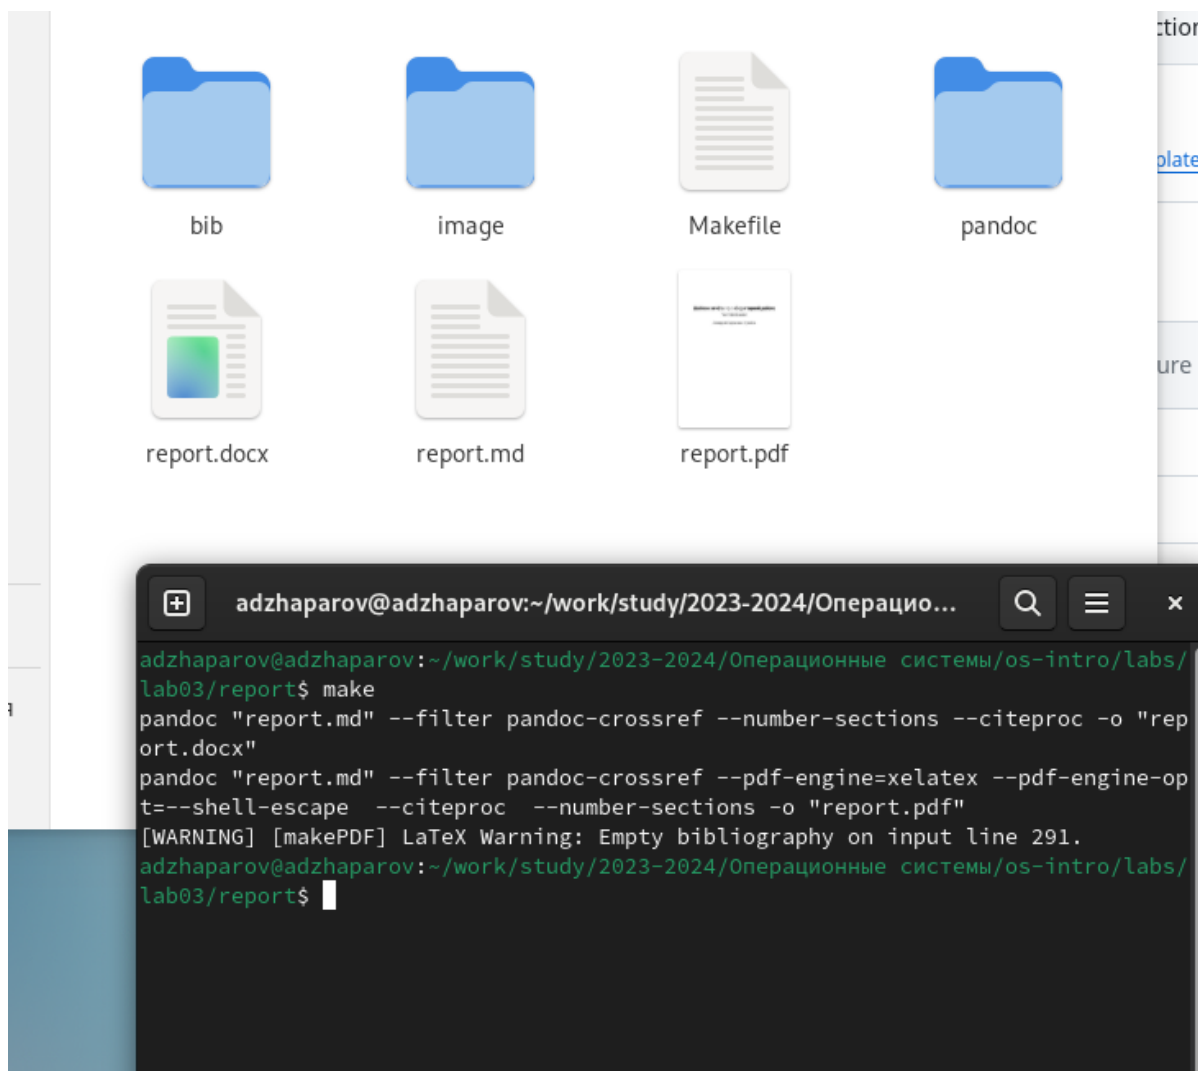 ction
plate
bib
image
Makefile
pandoc
ure
report.docx
report.md
report.pdf
я
adzhaparov@adzhaparov:~/work/study/2023-2024/Операцио...
adzhaparov@adzhaparov:~/work/study/2023-2024/Операционные системы/os-intro/labs/
lab03/report$ make
pandoc "report.md" --filter pandoc-crossref --number-sections --citeproc -o "rep
ort.docx"
pandoc "report.md" --filter pandoc-crossref --pdf-engine=xelatex --pdf-engine-op
t=--shell-escape  --citeproc  --number-sections -o "report.pdf"
[WARNING] [makePDF] LaTeX Warning: Empty bibliography on input line 291.
adzhaparov@adzhaparov:~/work/study/2023-2024/Операционные системы/os-intro/labs/
lab03/report$